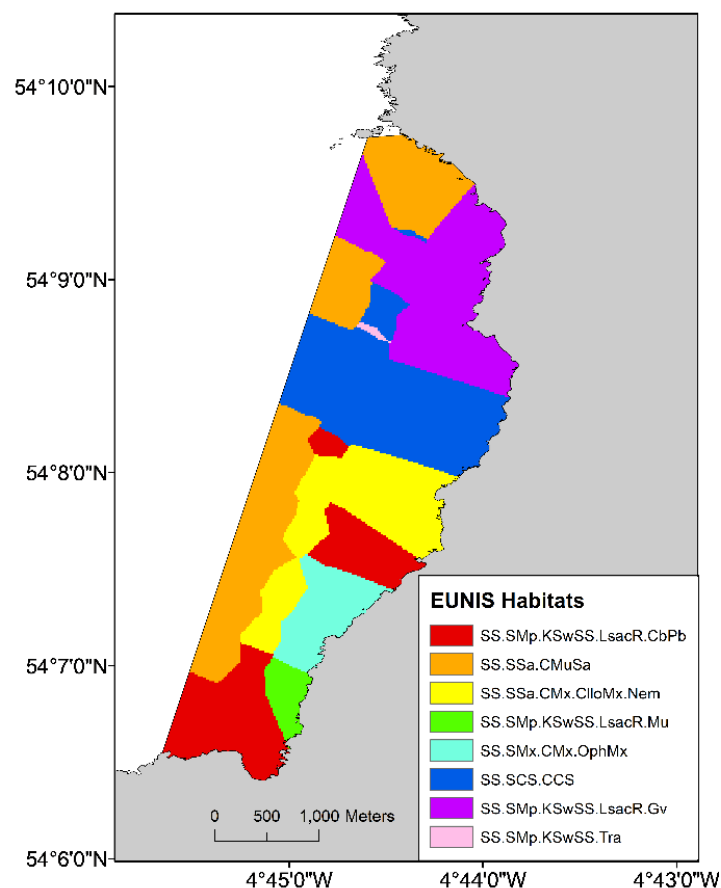 54°10'0"N
54°9'0"N
54°8'0"N
54°7'0"N
54°6'0"N
EUNIS Habitats
SS.SMp.KSwSS.LsacR.CbPb
SS.SSa.CMuSa
SS.SSa.CMx.ClloMx.Nem
SS.SMp.KSwSS.LsacR.Mu
SS.SMx.CMx.OphMx
SS.SCS.CCS
SS.SMp.KSwSS.LsacR.Gv
SS.SMp.KSwSS.Tra
0 500 1,000 Meters
4°45'0"W 4°44'0"W 4°43'0"W